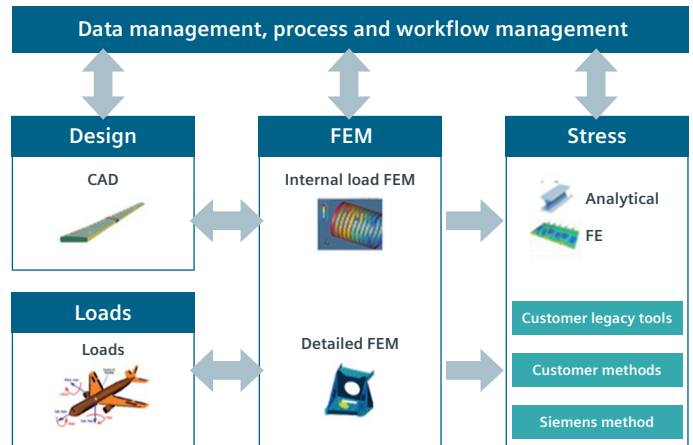 Data management, process and workflow management
Design
CAD
Loads
Loads
FEM
Internal load FEM
Detailed FEM
Stress
Analytical
FE
Customer legacy tools
Customer methods
Siemens method